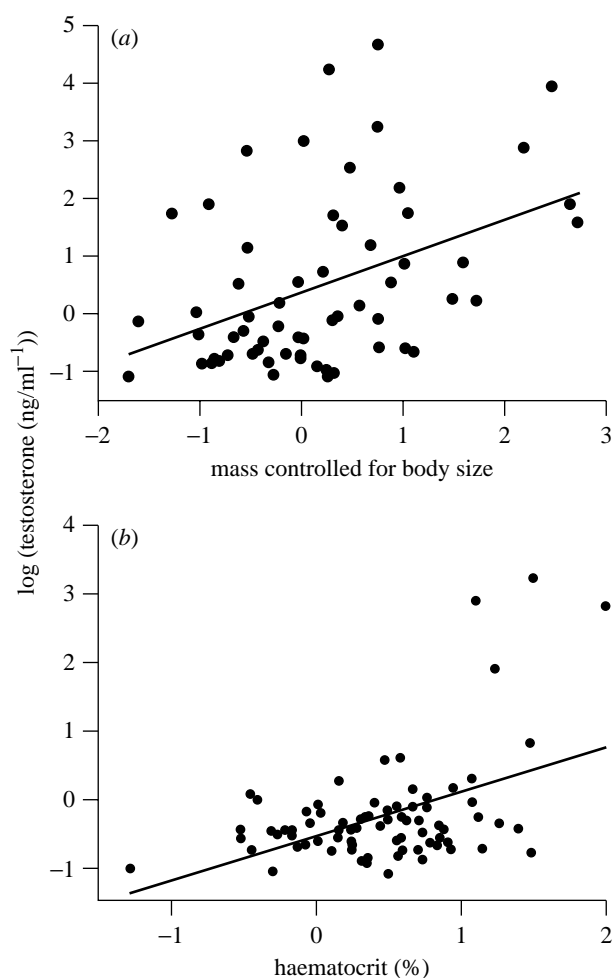 (a)
5
4
3
2
1
0
−1
−2 −1 0 1 2 3
mass controlled for body size
log (testosterone (ng/ml⁻¹))
(b)
4
3
2
1
0
−1
−1 0 1 2
haematocrit (%)